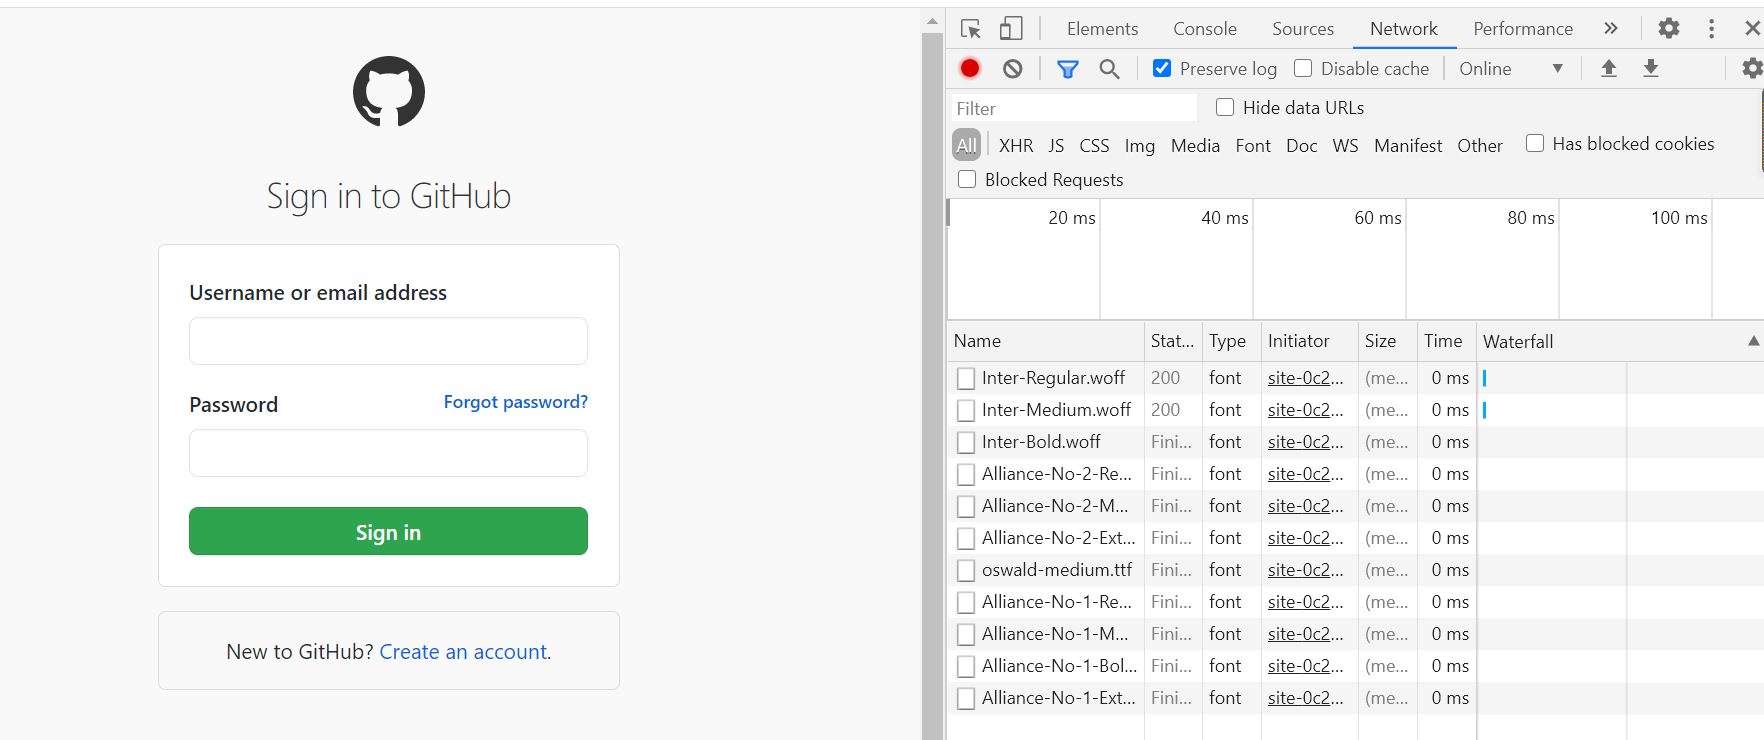 Sign in to GitHub
Username or email address
Password
Forgot password?
Sign in
New to GitHub? Create an account.
Elements Console Sources Network Performance
Preserve log Disable cache Online
Filter Hide data URLs
All XHR JS CSS Img Media Font Doc WS Manifest Other Has blocked cookies
Blocked Requests
20 ms 40 ms 60 ms 80 ms 100 ms
Name Stat... Type Initiator Size Time Waterfall
Inter-Regular.woff 200 font site-0c2... (me... 0 ms
Inter-Medium.woff 200 font site-0c2... (me... 0 ms
Inter-Bold.woff Fini... font site-0c2... (me... 0 ms
Alliance-No-2-Re... Fini... font site-0c2... (me... 0 ms
Alliance-No-2-M... Fini... font site-0c2... (me... 0 ms
Alliance-No-2-Ext... Fini... font site-0c2... (me... 0 ms
oswald-medium.ttf Fini... font site-0c2... (me... 0 ms
Alliance-No-1-Re... Fini... font site-0c2... (me... 0 ms
Alliance-No-1-M... Fini... font site-0c2... (me... 0 ms
Alliance-No-1-Bol... Fini... font site-0c2... (me... 0 ms
Alliance-No-1-Ext... Fini... font site-0c2... (me... 0 ms